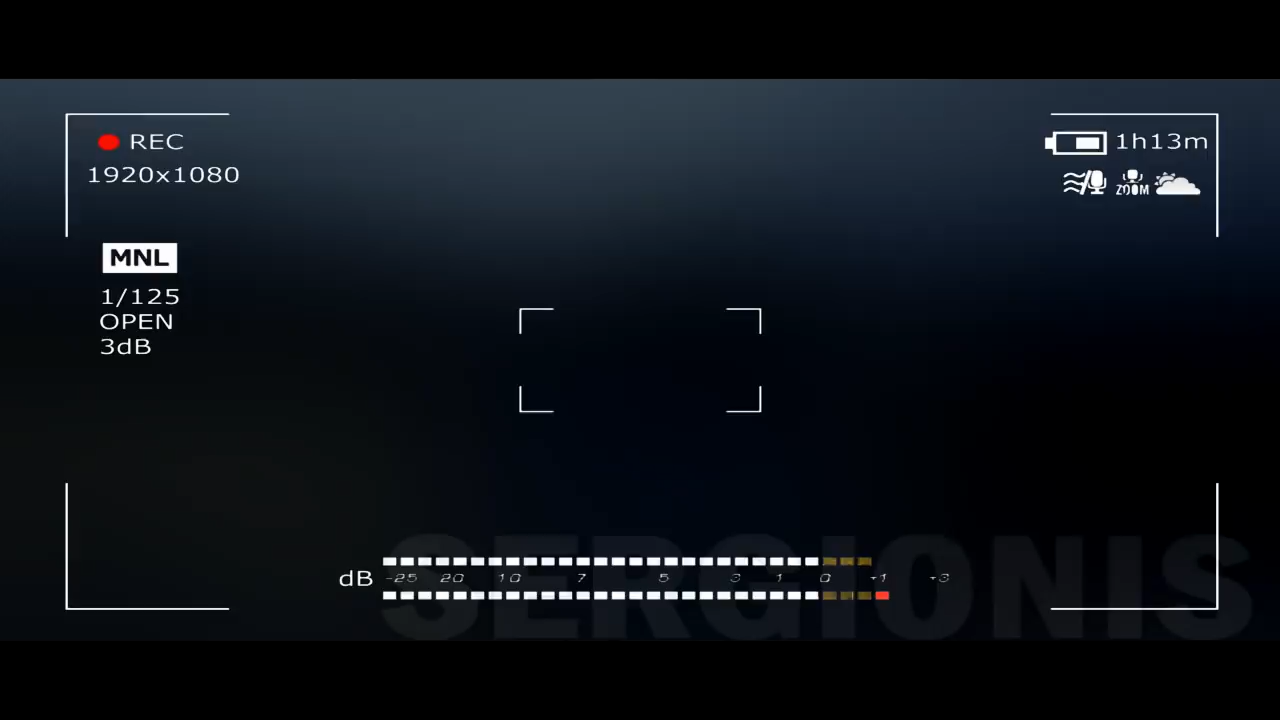 REC
1h13m
1920x1080
ZOOM
MNL
1/125
OPEN
3dB
dB -25 20 10 7 5 3 1 0 +1 +3
SERGIONIS